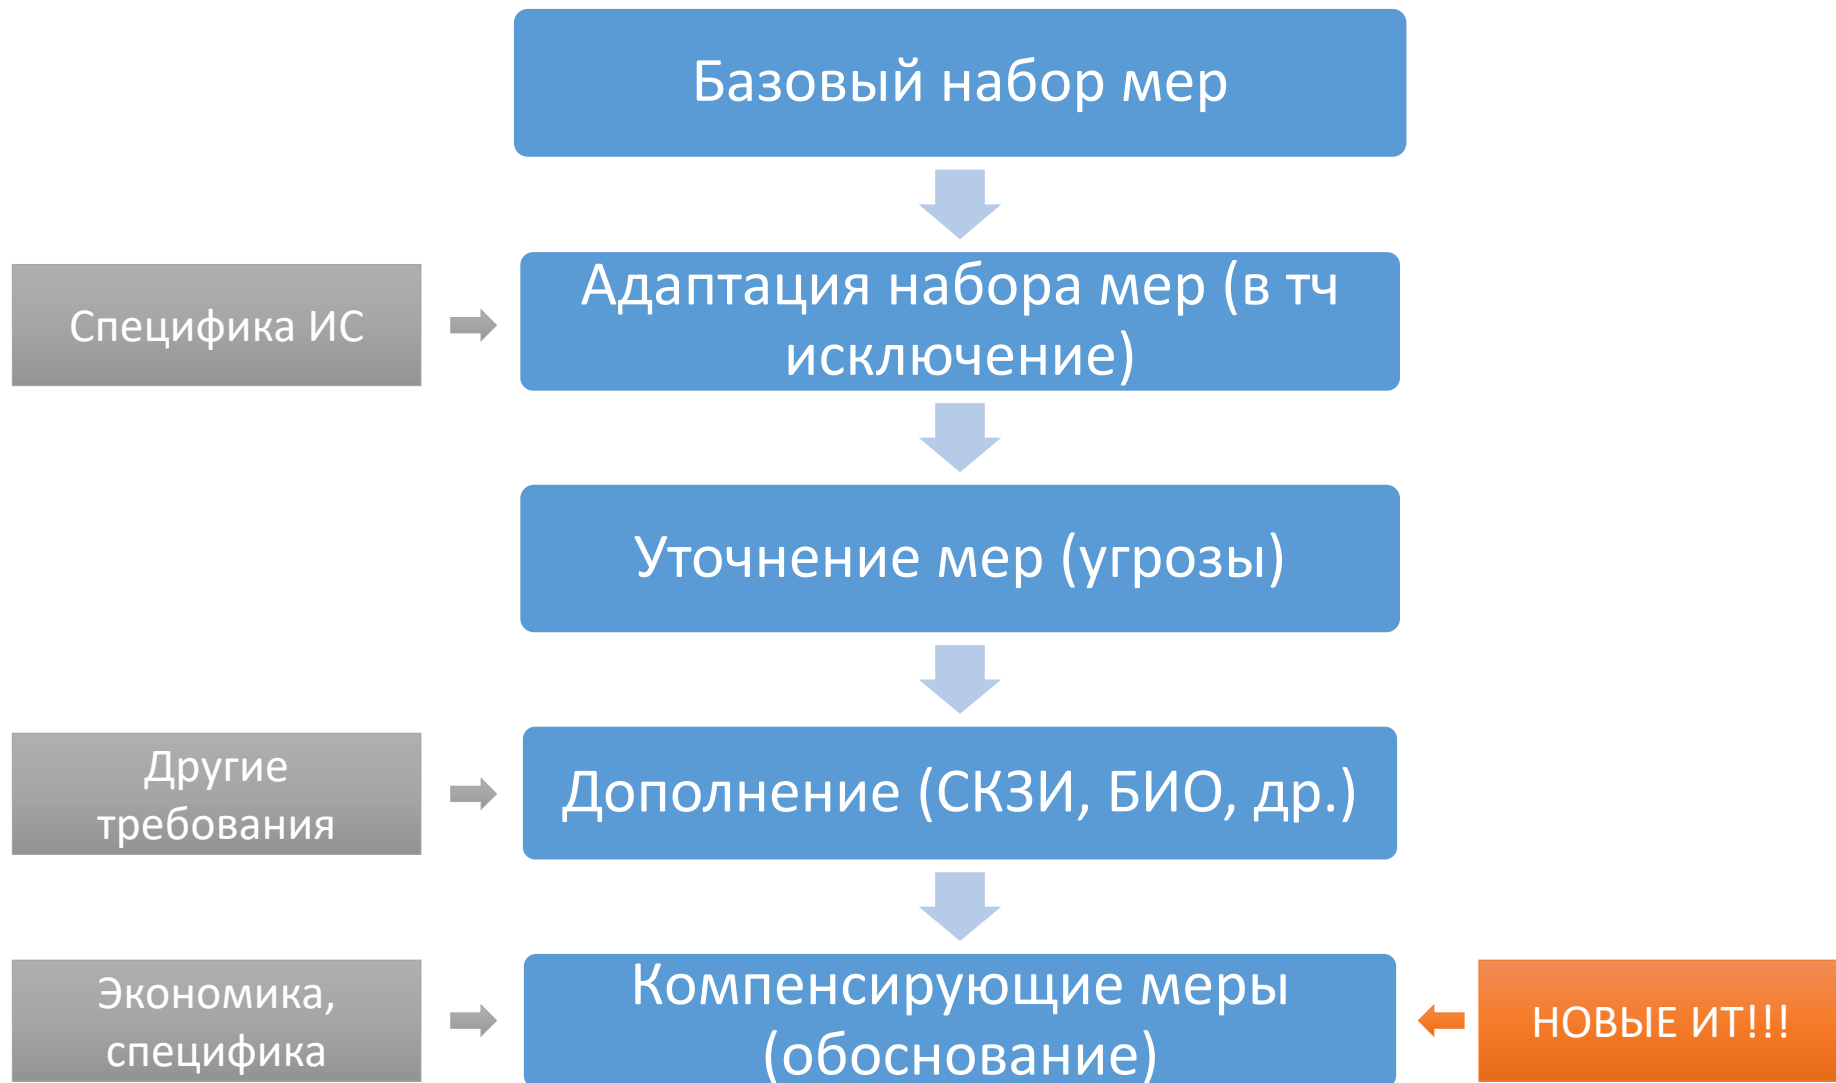 Базовый набор мер
Специфика ИС
Адаптация набора мер (в тч
исключение)
Уточнение мер (угрозы)
Другие
требования
Дополнение (СКЗИ, БИО, др.)
Экономика,
специфика
Компенсирующие меры
(обоснование)
НОВЫЕ ИТ!!!